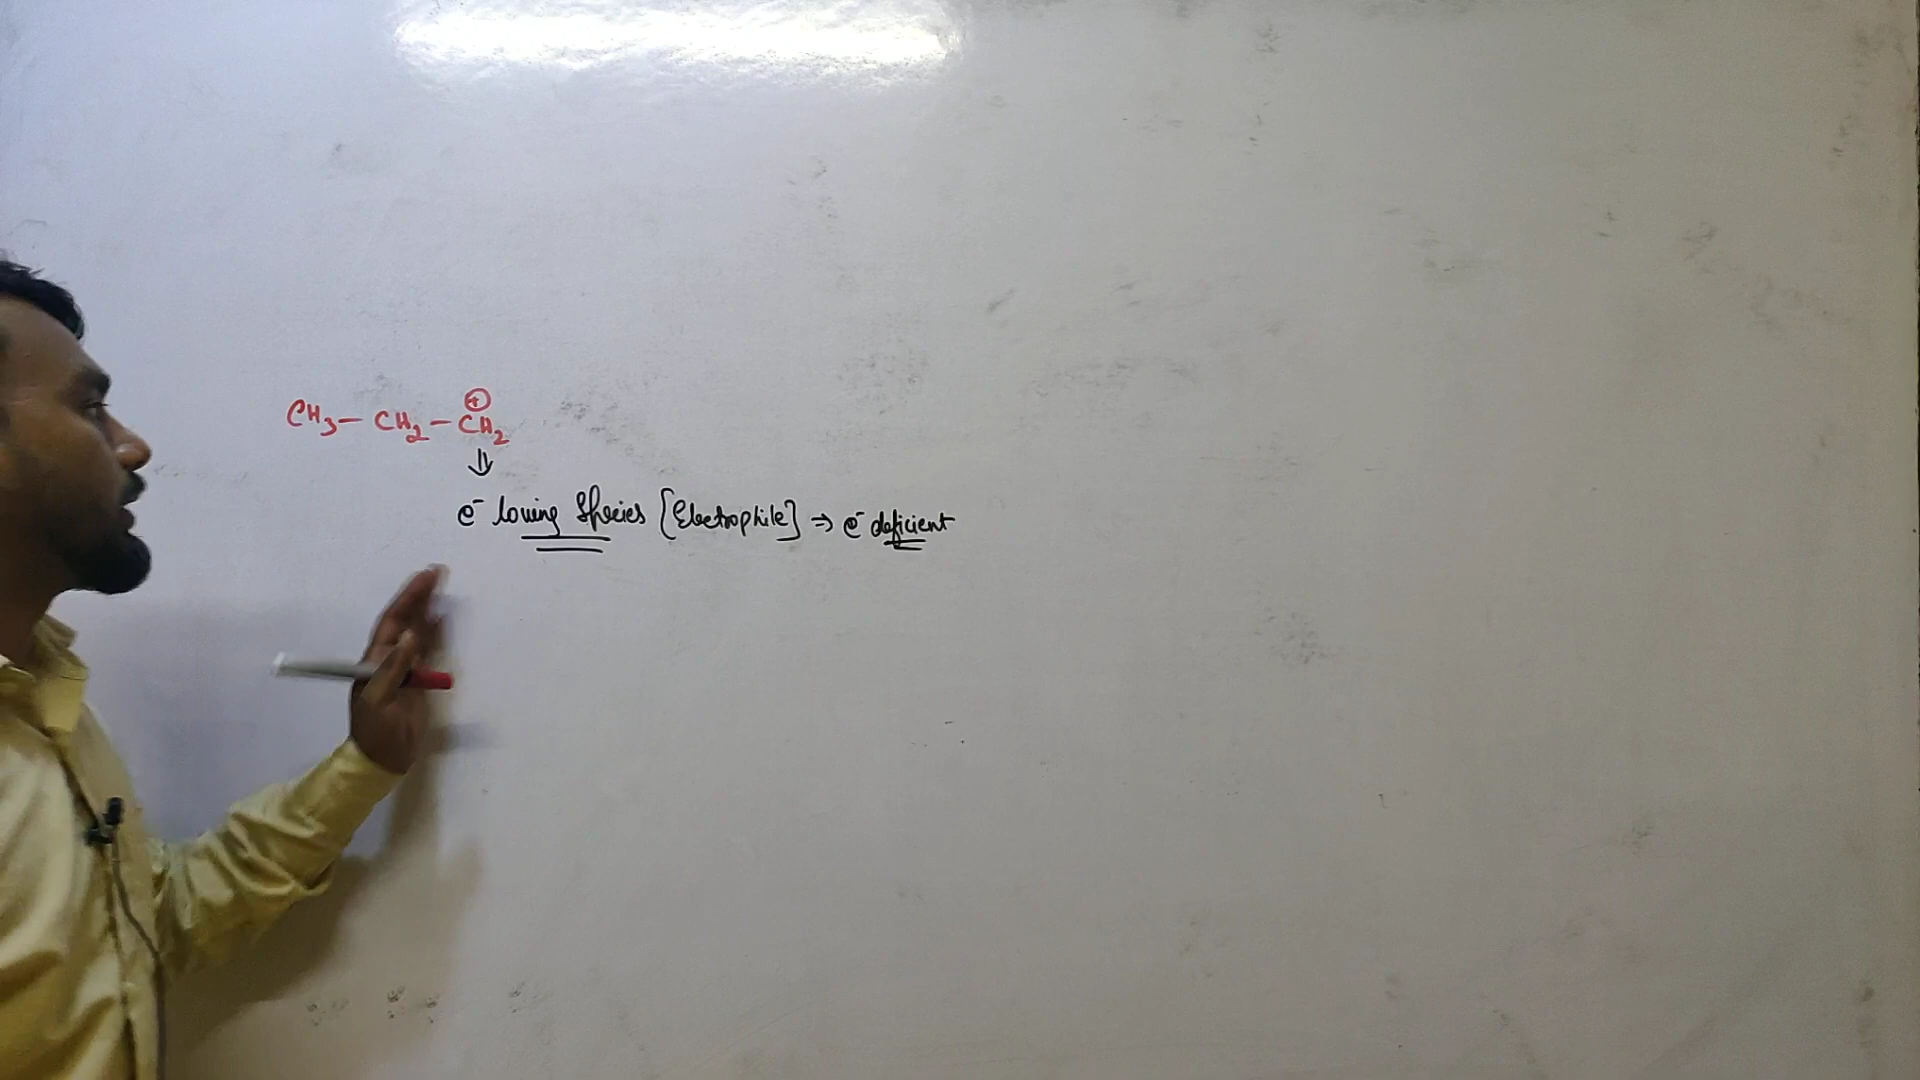 CH₃ — CH₂ — CH₂⊕
⇓
e⁻ loving Species [Electrophile] ⇒ e⁻ deficient